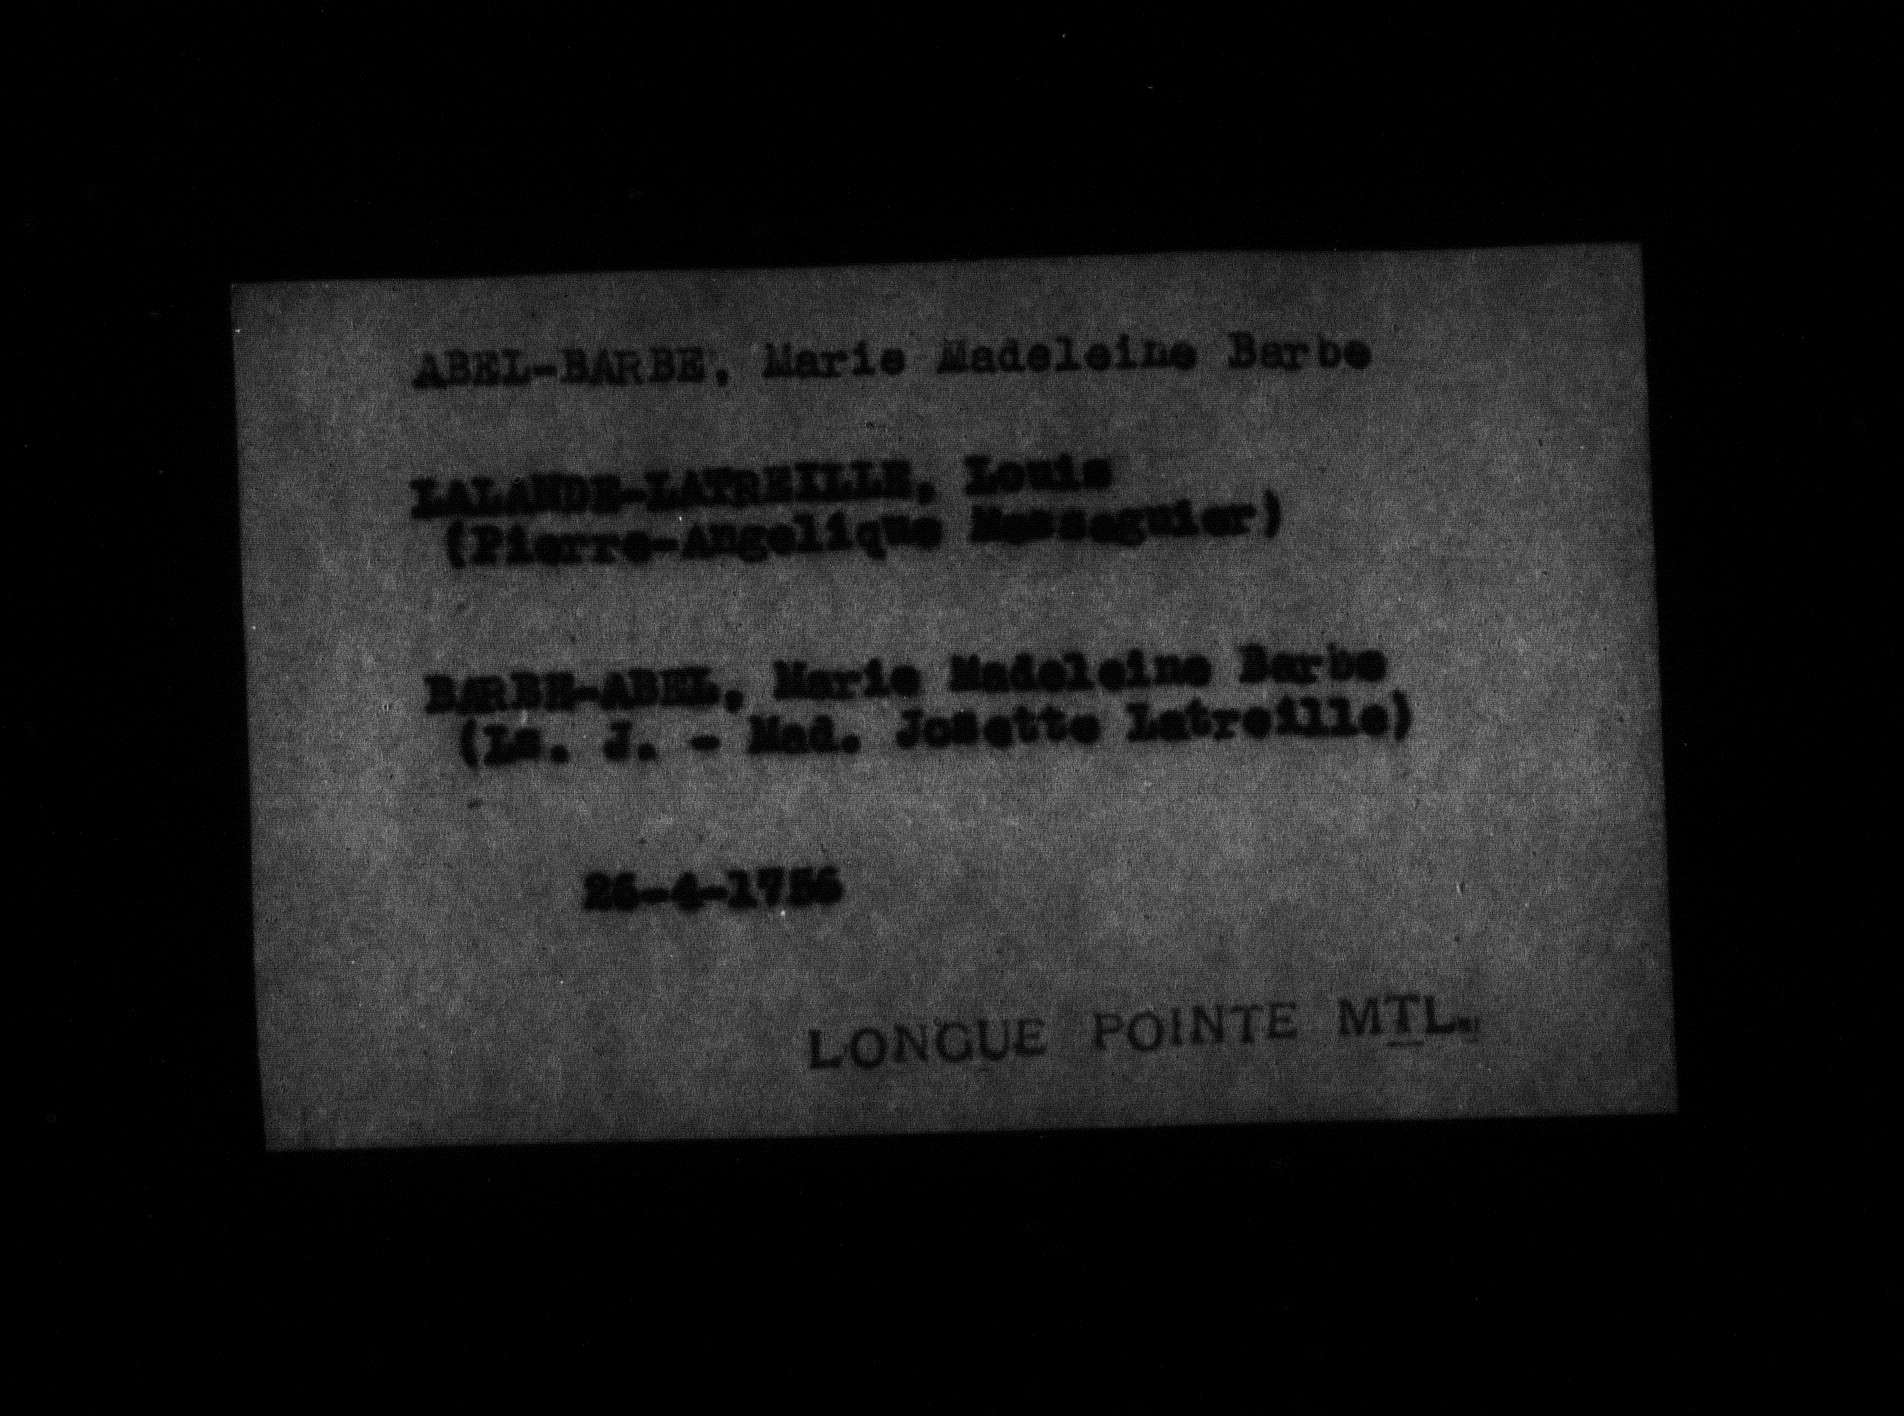 ABEL-BARBE, Marie Madeleine Barbe
LALANDE-LATREILLE, Louis
(Pierre-Angelique Messaguier)
BARBE-ABEL, Marie Madeleine Barbe
(Ls. J. - Mad. Josette Latreille)
26-4-1756
LONGUE POINTE MTL.